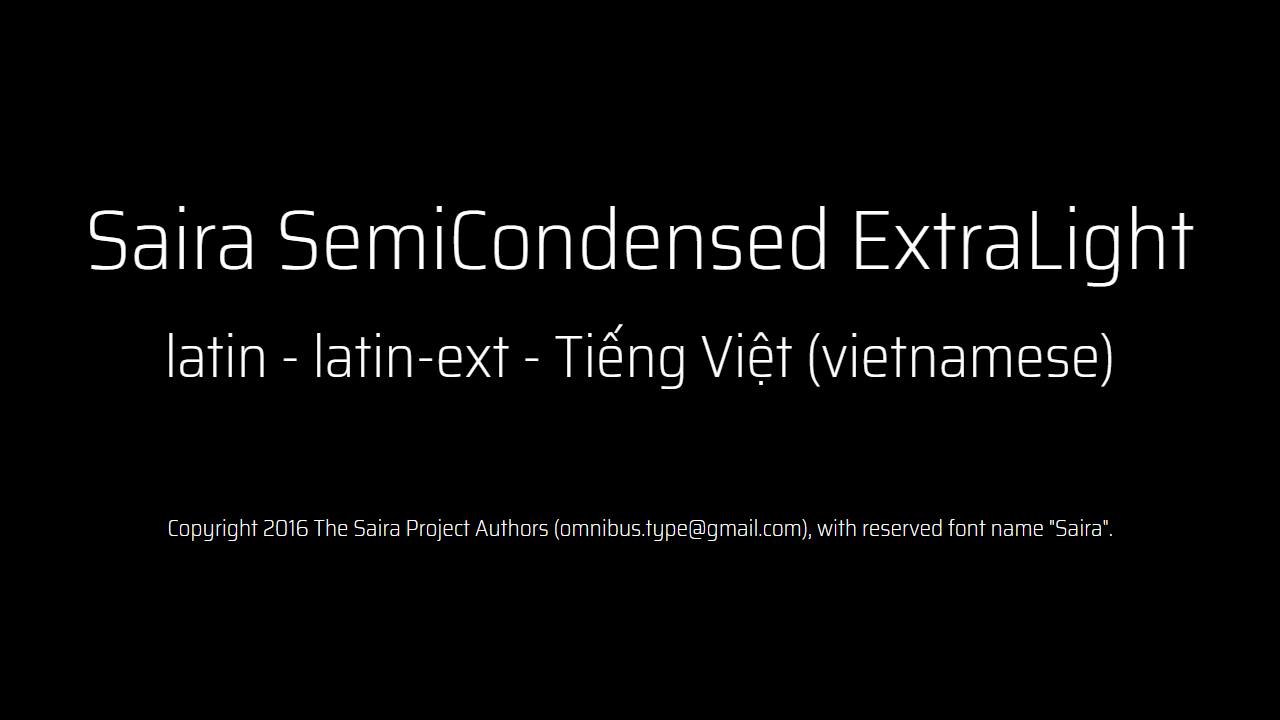 Saira SemiCondensed ExtraLight
latin - latin-ext - Tiếng Việt (vietnamese)
Copyright 2016 The Saira Project Authors (omnibus.type@gmail.com), with reserved font name "Saira".